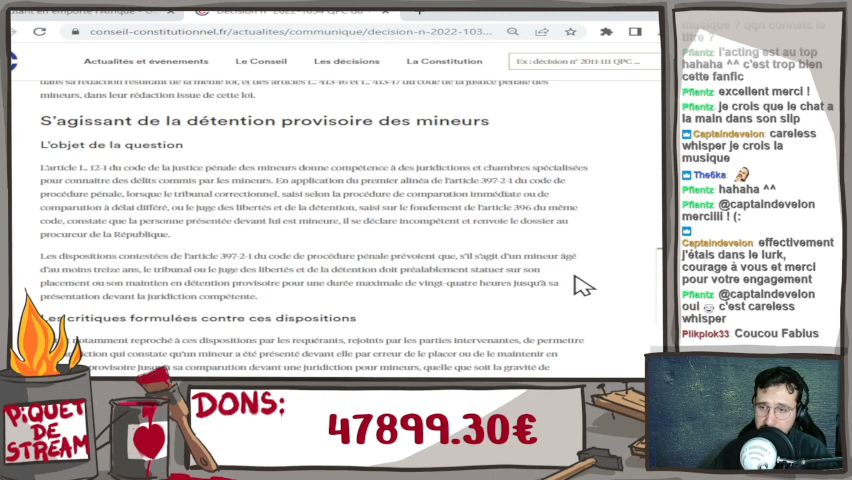 conseil-constitutionnel.fr/actualites/communique/decision-n-2022-103...
Actualités et événements
Le Conseil
Les décisions
La Constitution
Ex : décision n° 2011-111 QPC ...
mineurs, dans leur rédaction issue de cette loi.
S'agissant de la détention provisoire des mineurs
L'objet de la question
L'article L. 12-1 du code de la justice pénale des mineurs donne compétence à des juridictions et chambres spécialisées
pour connaître des délits commis par les mineurs. En application du premier alinéa de l'article 397-2-1 du code de
procédure pénale, lorsque le tribunal correctionnel, saisi selon la procédure de comparution immédiate ou de
comparution à délai différé, ou le juge des libertés et de la détention, saisi sur le fondement de l'article 396 du même
code, constate que la personne présentée devant lui est mineure, il se déclare incompétent et renvoie le dossier au
procureur de la République.
Les dispositions contestées de l'article 397-2-1 du code de procédure pénale prévoient que, s'il s'agit d'un mineur âgé
d'au moins treize ans, le tribunal ou le juge des libertés et de la détention doit préalablement statuer sur son
placement ou son maintien en détention provisoire pour une durée maximale de vingt-quatre heures jusqu'à sa
présentation devant la juridiction compétente.
Les critiques formulées contre ces dispositions
notamment reproché à ces dispositions par les requérants, rejoints par les parties intervenantes, de permettre
qui constate qu'un mineur a été présenté devant elle par erreur de le placer ou de le maintenir en
jusqu'à sa comparution devant une juridiction pour mineurs, quelle que soit la gravité de
musique ? qqn connaît le
titre ?
Pflantz: l'acting est au top
hahaha ^^ c'est trop bien
cette fanfic
Pflantz: excellent merci !
Pflantz: je crois que le chat a
la main dans son slip
Captaindevelon: careless
whisper je crois la
musique
The6ka
Pflantz: hahaha ^^
Pflantz: @captaindevelon
merciiii ! (:
Captaindevelon: effectivement
j'étais dans le lurk,
courage à vous et merci
pour votre engagement
Pflantz: @captaindevelon
oui c'est careless
whisper
Plikplok33 Coucou Fabius
PiQUET
DE
STREAM
DONS:
47899.30€